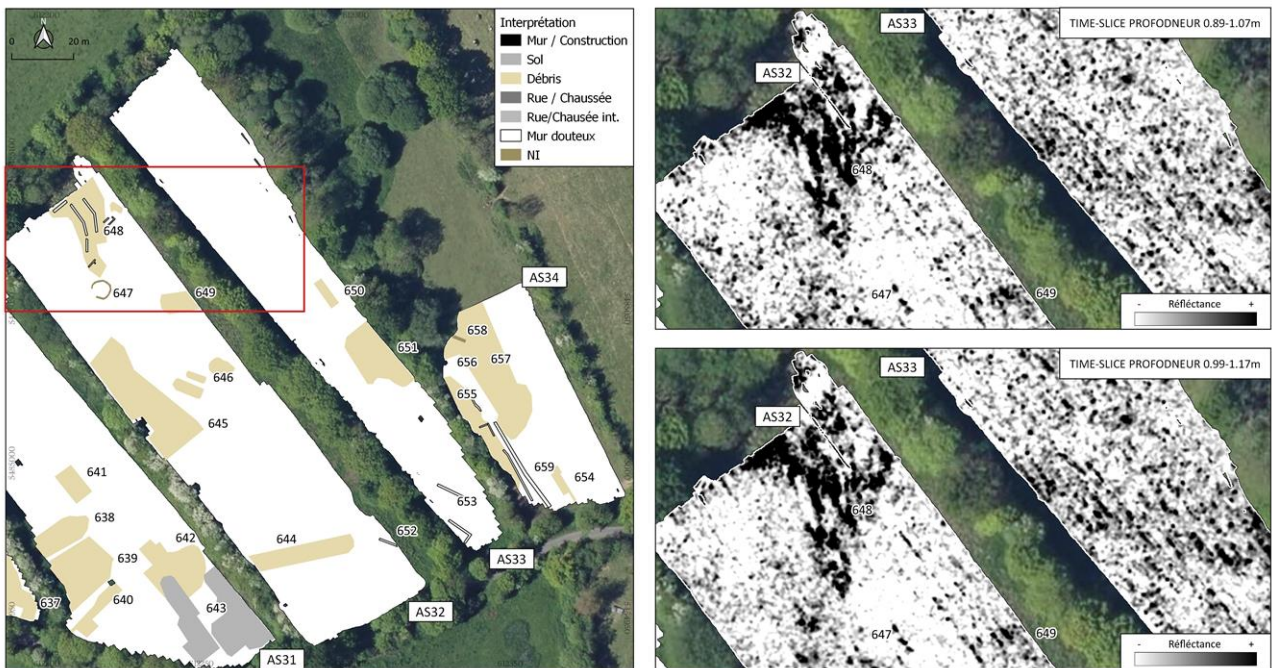 N
0 20 m
Interprétation
Mur / Construction
Sol
Débris
Rue / Chaussée
Rue/Chausée int.
Mur douteux
NI
648
647
649
650
651
AS34
658
657
656
655
659
654
646
645
641
638
639
642
640
643
637
644
652
653
AS33
AS32
AS31
AS33
TIME-SLICE PROFODNEUR 0.89-1.07m
AS32
648
647
649
- Réfléctance +
AS33
TIME-SLICE PROFODNEUR 0.99-1.17m
AS32
648
647
649
- Réfléctance +